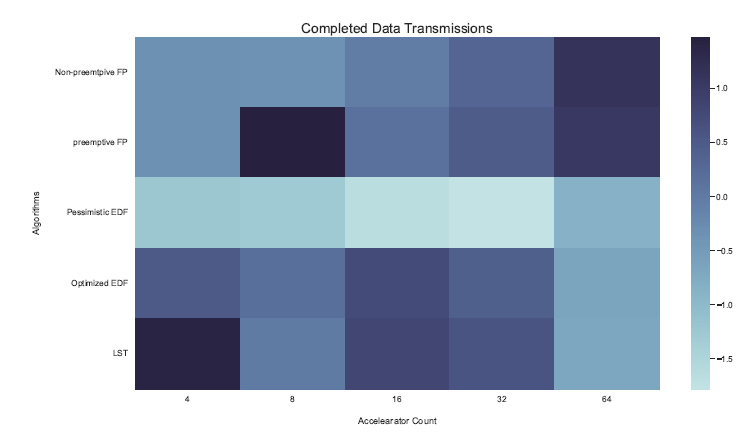 Completed Data Transmissions
Non-preemtpive FP
preemptive FP
Pessimistic EDF
Optimized EDF
LST
Algorithms
4 8 16 32 64
Accelearator Count
1.0
0.5
0.0
−0.5
−1.0
−1.5